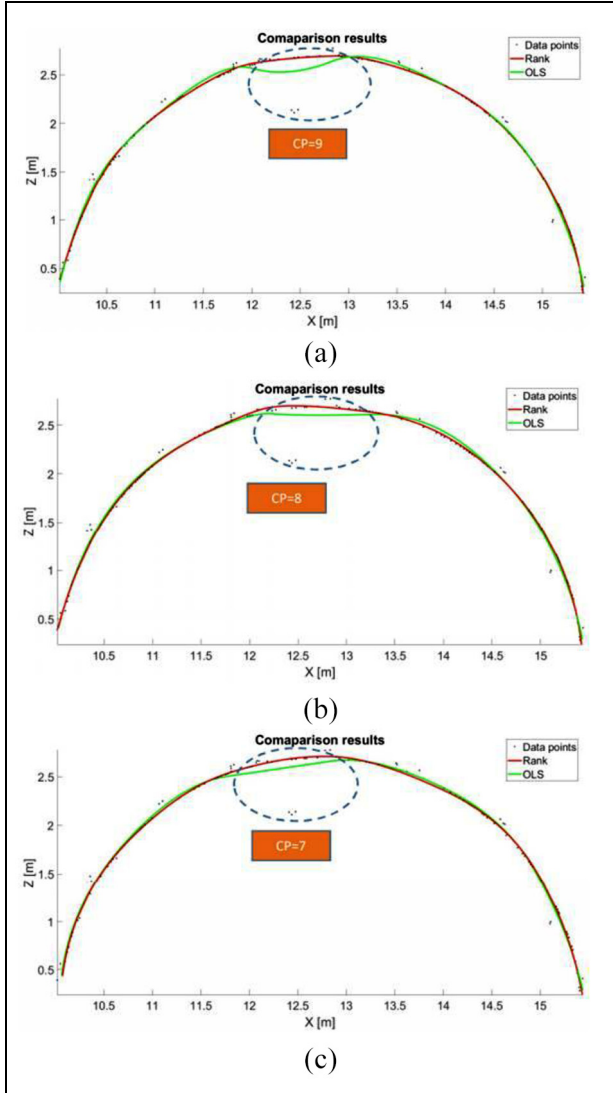 Comaparison results
Data points
Rank
OLS
2.5
2
1.5
1
0.5
Z [m]
CP=9
10.5 11 11.5 12 12.5 13 13.5 14 14.5 15
X [m]
(a)
Comaparison results
Data points
Rank
OLS
2.5
2
1.5
1
0.5
Z [m]
CP=8
10.5 11 11.5 12 12.5 13 13.5 14 14.5 15
X [m]
(b)
Comaparison results
Data points
Rank
OLS
2.5
2
1.5
1
0.5
Z [m]
CP=7
10.5 11 11.5 12 12.5 13 13.5 14 14.5 15
X [m]
(c)